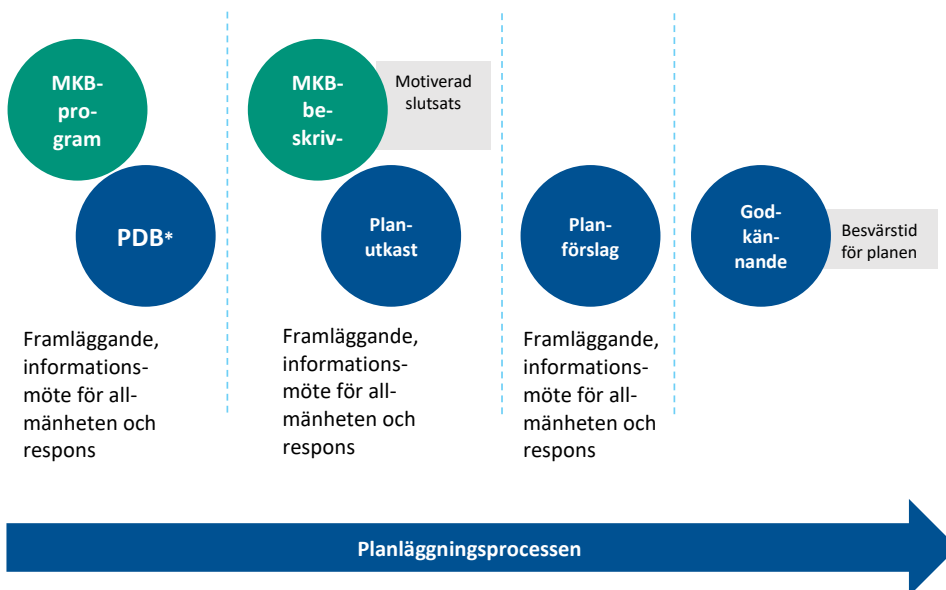 MKB-
pro-
gram
PDB*
Framläggande,
informations-
möte för all-
mänheten och
respons
MKB-
be-
skriv-
Motiverad
slutsats
Plan-
utkast
Framläggande,
informations-
möte för all-
mänheten och
respons
Plan-
förslag
Framläggande,
informations-
möte för all-
mänheten och
respons
God-
kän-
nande
Besvärstid
för planen
Planläggningsprocessen